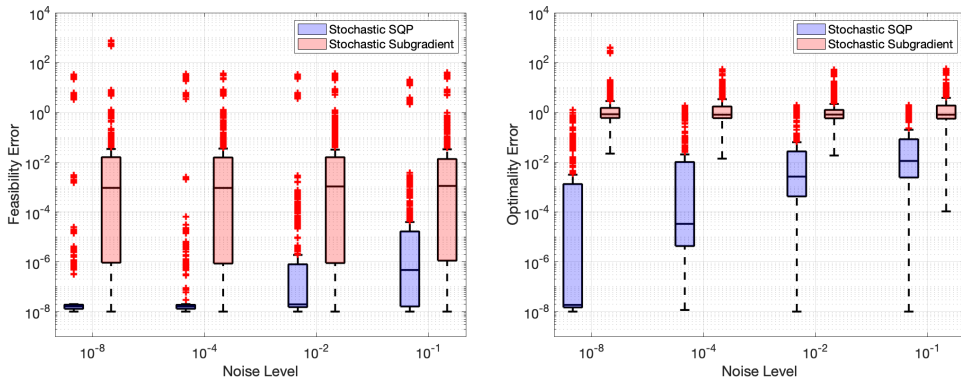 Stochastic SQP
Stochastic Subgradient
Feasibility Error
10^4
10^2
10^0
10^-2
10^-4
10^-6
10^-8
10^-8
10^-4
10^-2
10^-1
Noise Level
Stochastic SQP
Stochastic Subgradient
Optimality Error
10^4
10^2
10^0
10^-2
10^-4
10^-6
10^-8
10^-8
10^-4
10^-2
10^-1
Noise Level